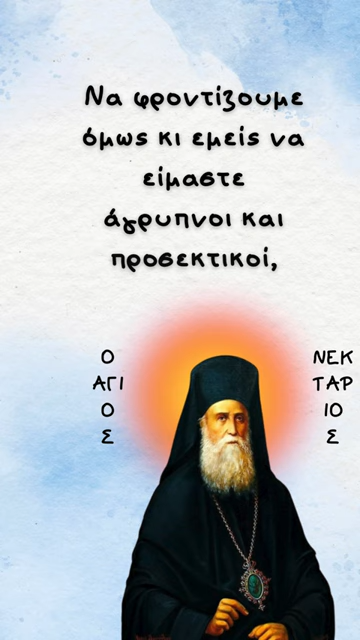 Να φροντίζουμε
όμως κι εμείς να
είμαστε
άγρυπνοι και
προσεκτικοί,
Ο
ΑΓΙ
Ο
Σ
ΝΕΚ
ΤΑΡ
ΙΟ
Σ